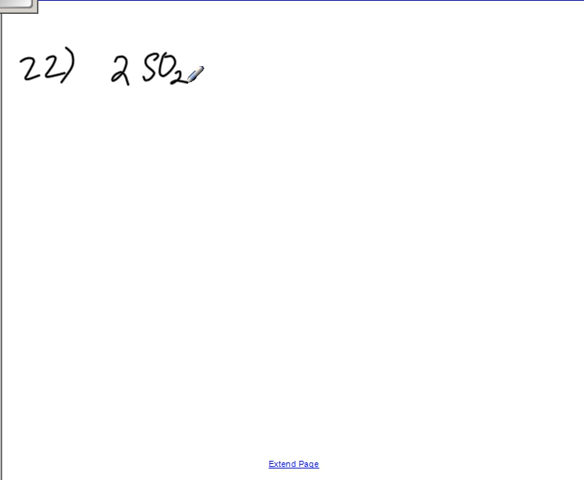 22) 2 SO₂
Extend Page